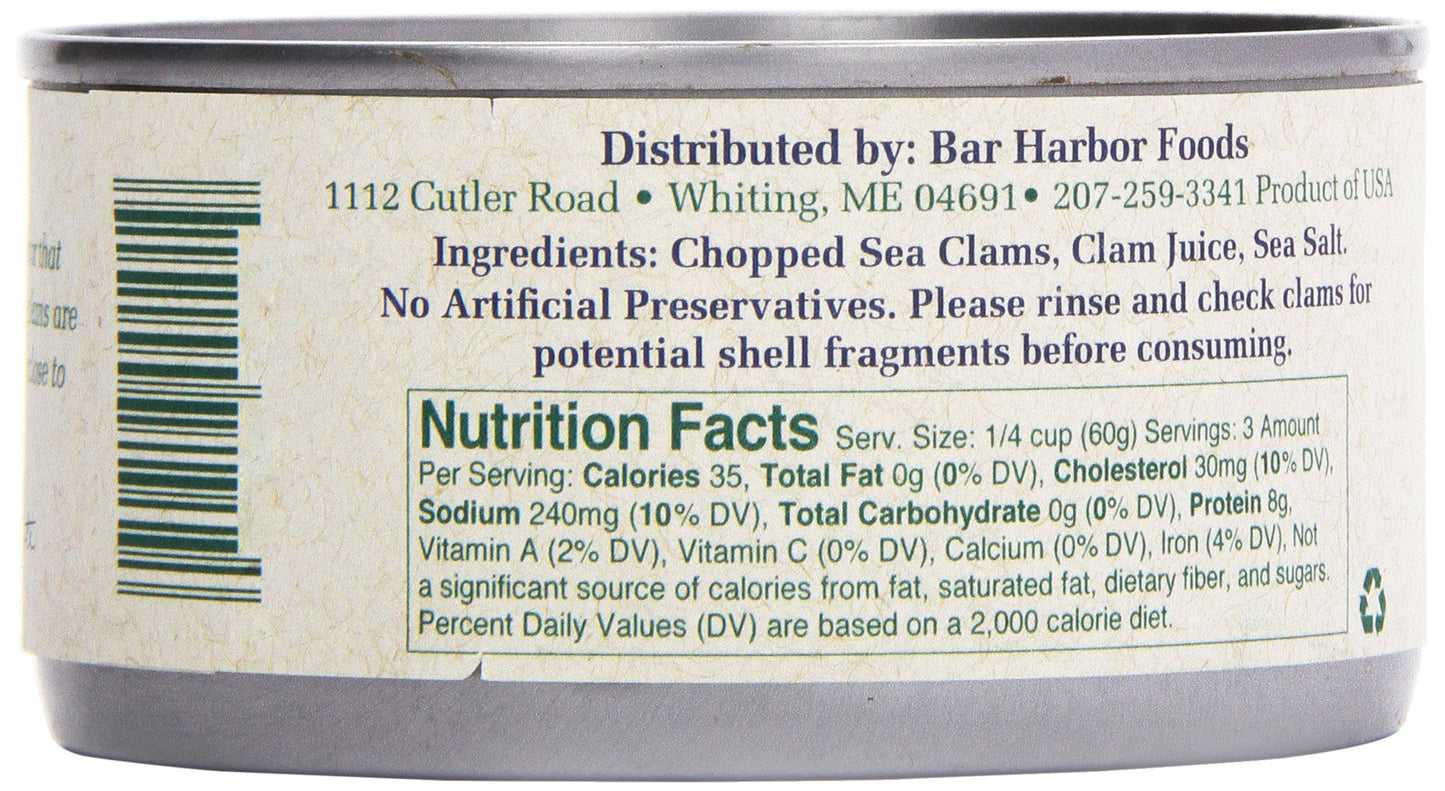 Distributed by: Bar Harbor Foods
1112 Cutler Road • Whiting, ME 04691• 207-259-3341 Product of USA
Ingredients: Chopped Sea Clams, Clam Juice, Sea Salt.
No Artificial Preservatives. Please rinse and check clams for
potential shell fragments before consuming.
Nutrition Facts Serv. Size: 1/4 cup (60g) Servings: 3 Amount
Per Serving: Calories 35, Total Fat 0g (0% DV), Cholesterol 30mg (10% DV),
Sodium 240mg (10% DV), Total Carbohydrate 0g (0% DV), Protein 8g,
Vitamin A (2% DV), Vitamin C (0% DV), Calcium (0% DV), Iron (4% DV), Not
a significant source of calories from fat, saturated fat, dietary fiber, and sugars.
Percent Daily Values (DV) are based on a 2,000 calorie diet.
that
are
to